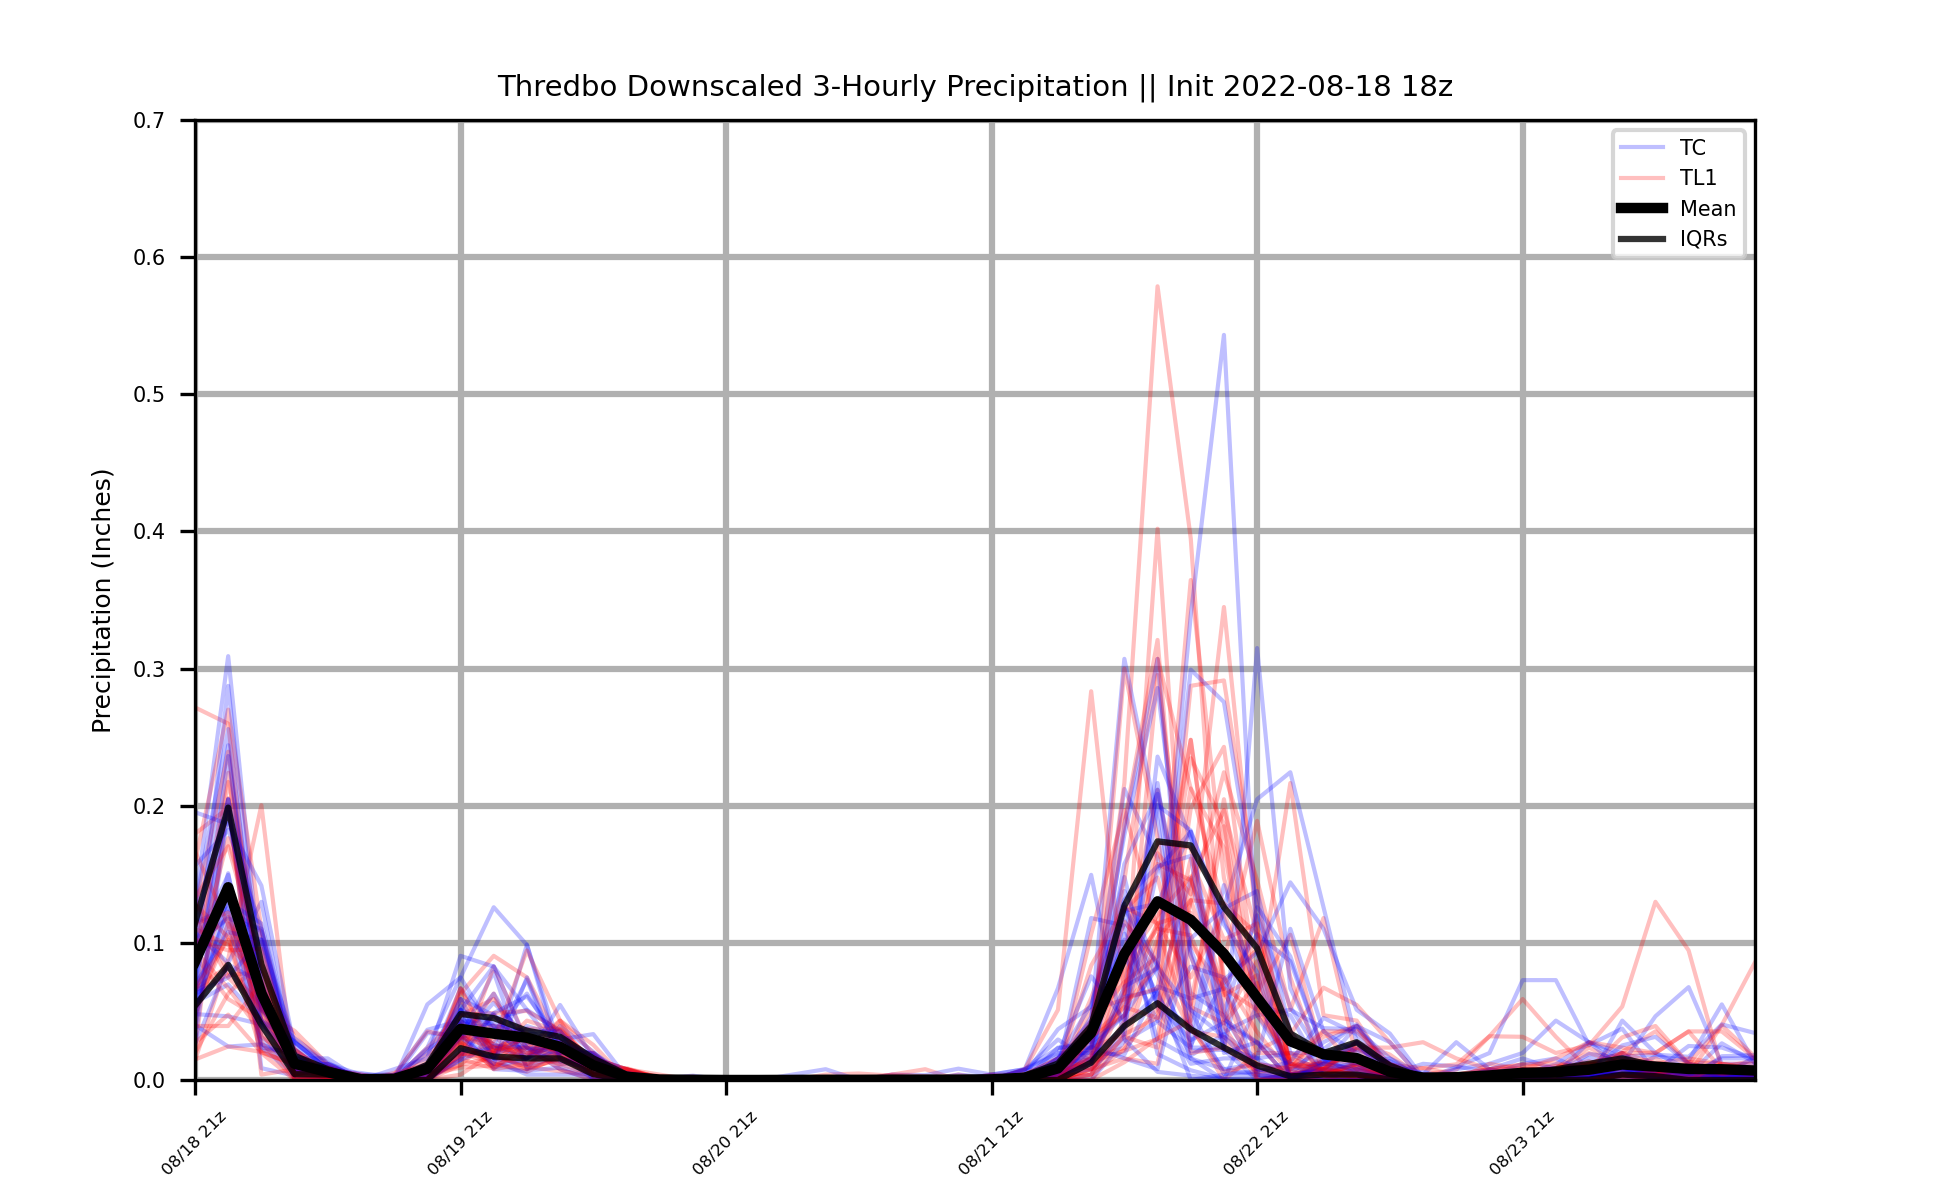 Thredbo Downscaled 3-Hourly Precipitation || Init 2022-08-18 18z
Precipitation (Inches)
0.7
0.6
0.5
0.4
0.3
0.2
0.1
0.0
TC
TL1
Mean
IQRs
08/18 21z
08/19 21z
08/20 21z
08/21 21z
08/22 21z
08/23 21z